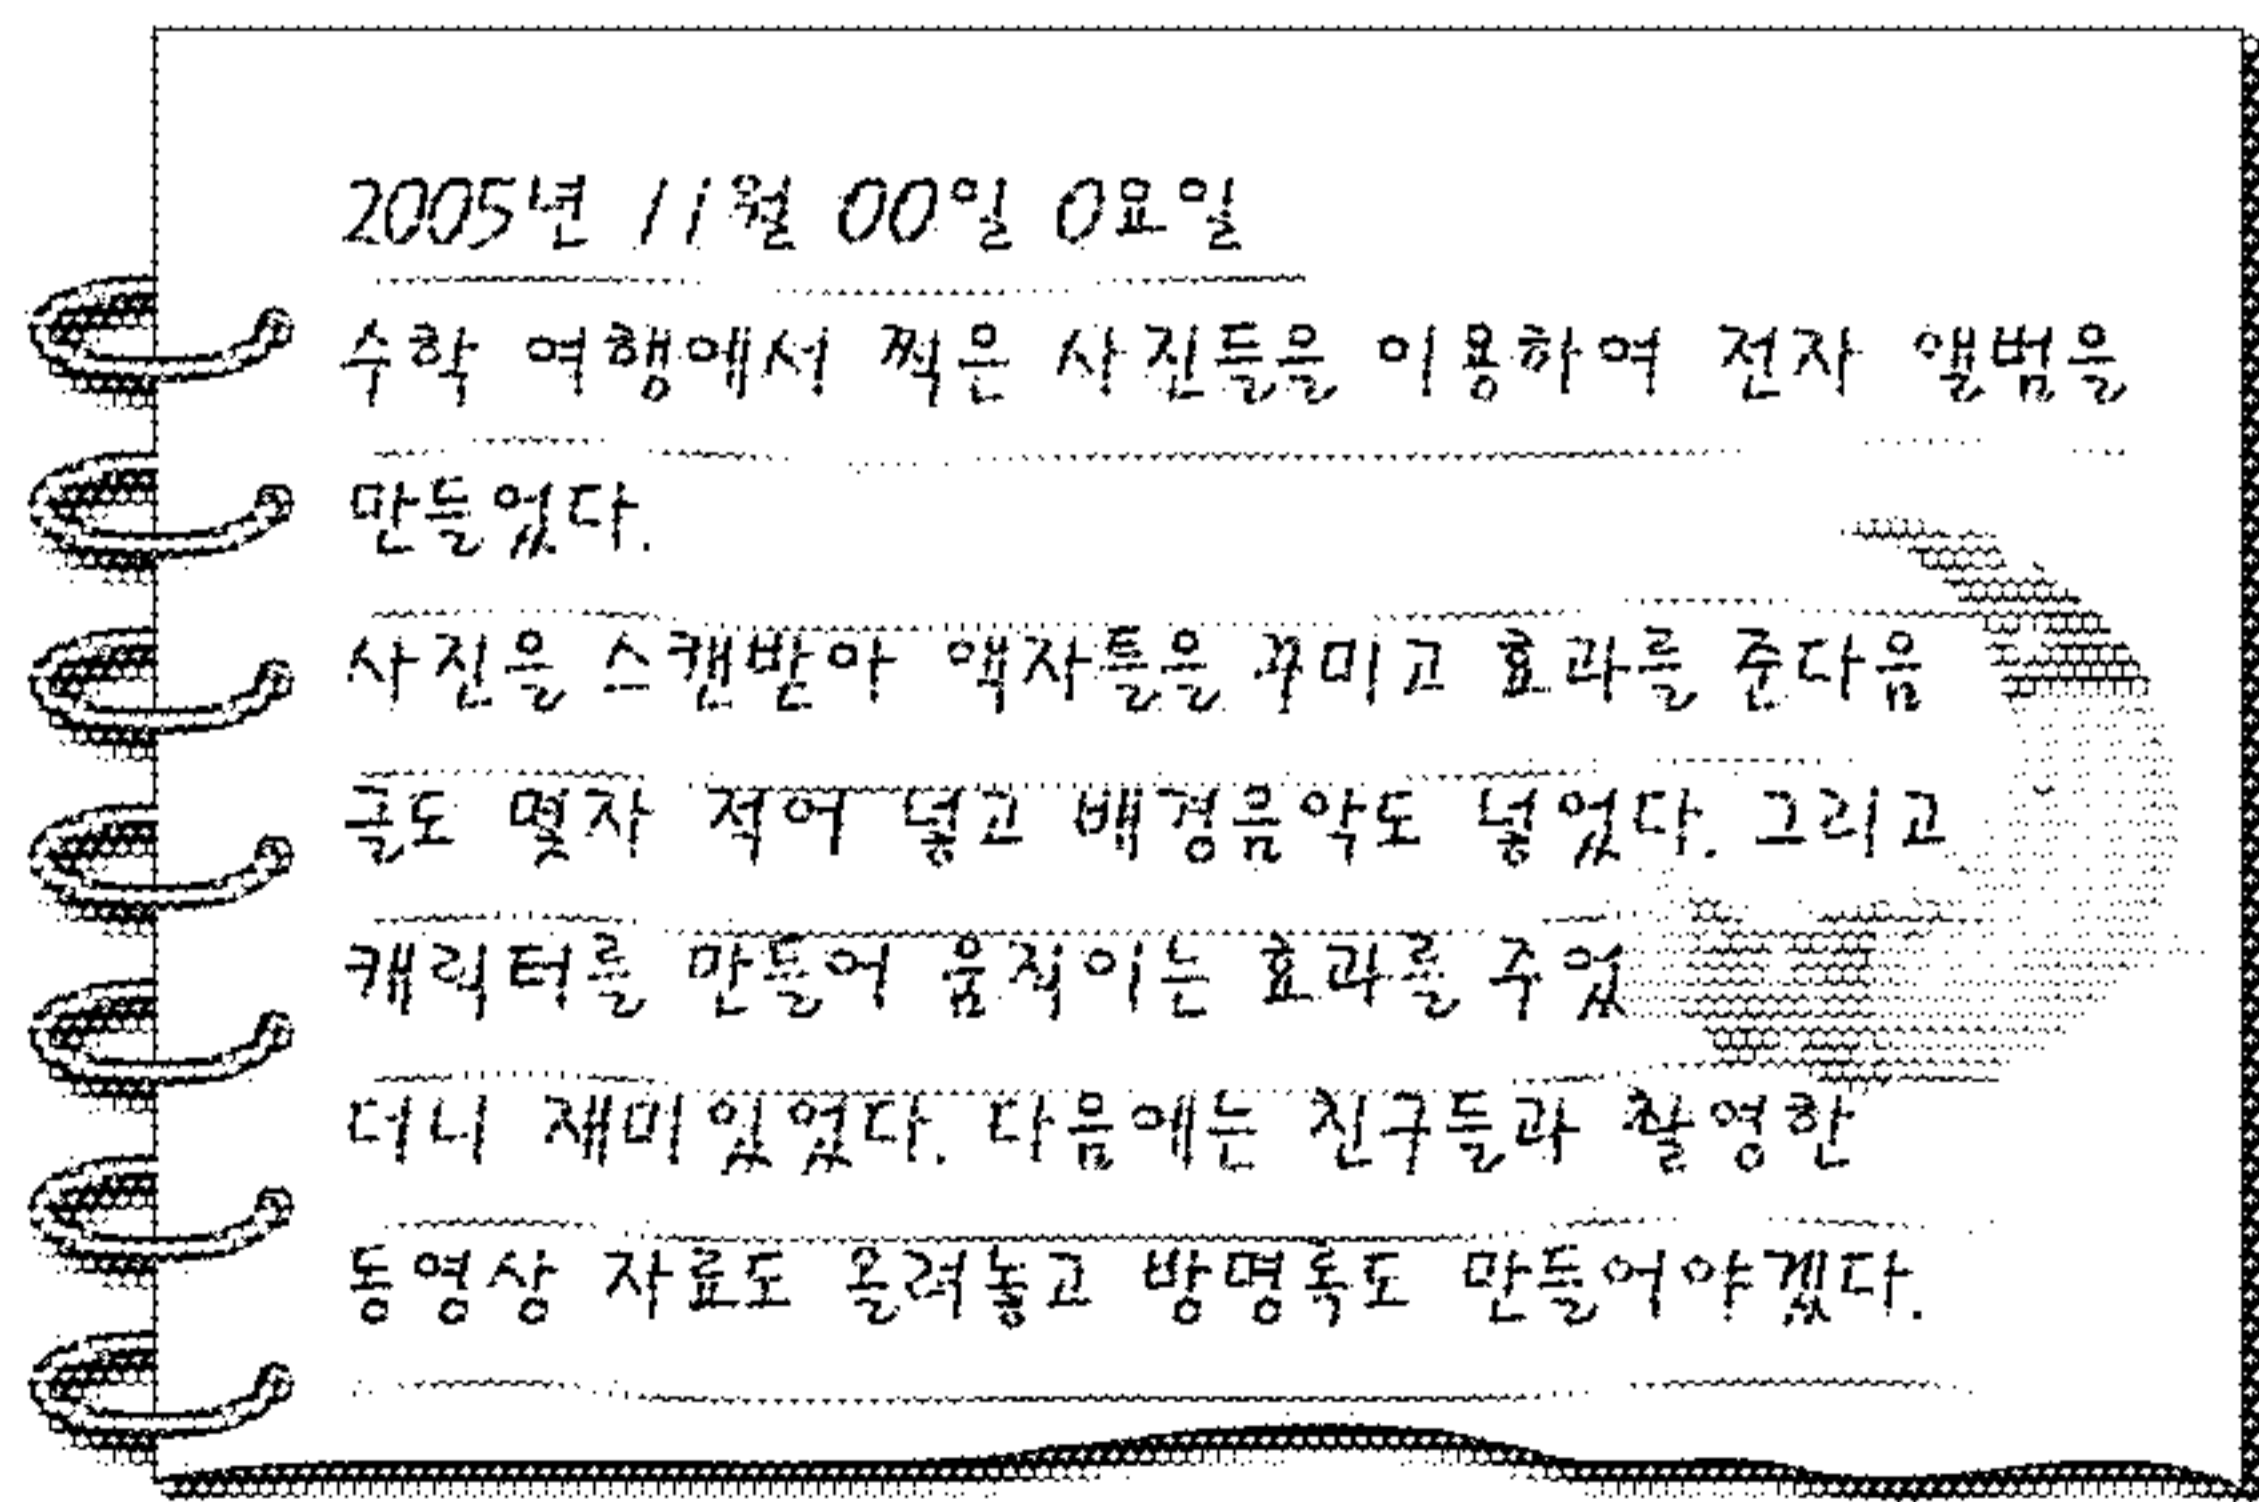 2005년 11월 00일 0요일
수학 여행에서 찍은 사진들을 이용하여 전자 앨범을
만들었다.
사진을 스캔받아 액자틀을 꾸미고 효과를 준다음
글도 몇자 적어 넣고 배경음악도 넣었다. 그리고
캐릭터를 만들어 움직이는 효과를 주었
더니 재미있었다. 다음에는 친구들과 촬영한
동영상 자료도 올려놓고 방명록도 만들어야겠다.